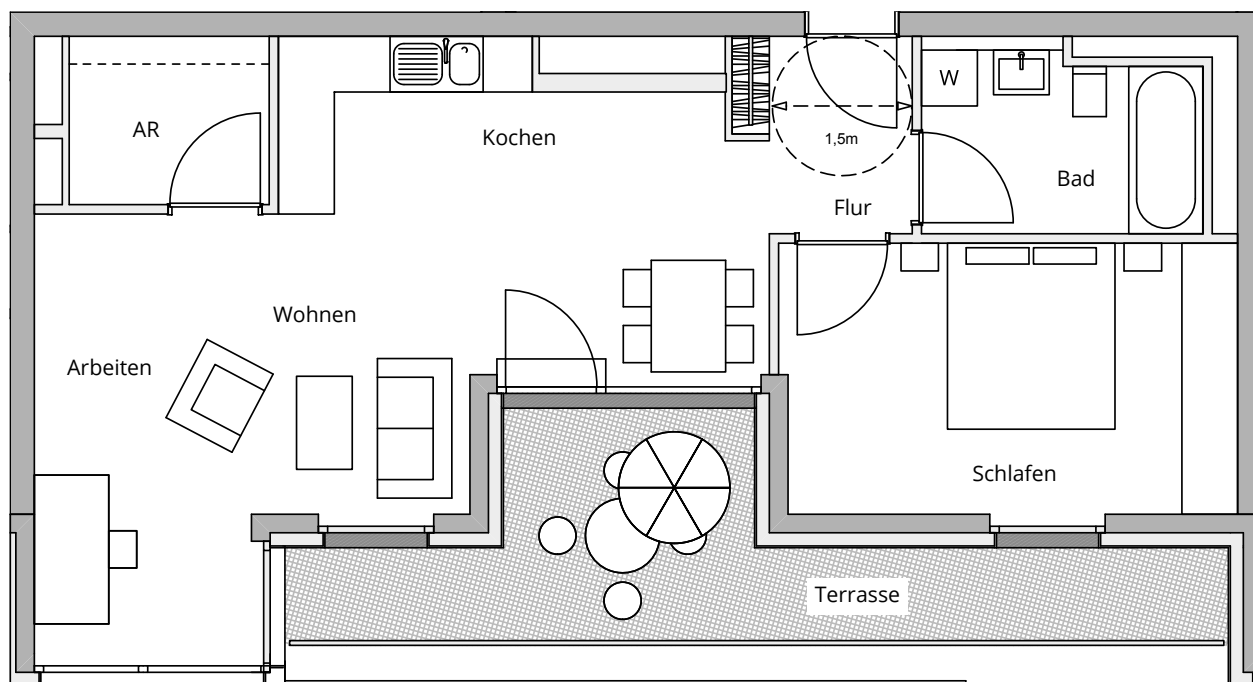 W
AR
Kochen
1,5m
Bad
Flur
Wohnen
Arbeiten
Schlafen
Terrasse